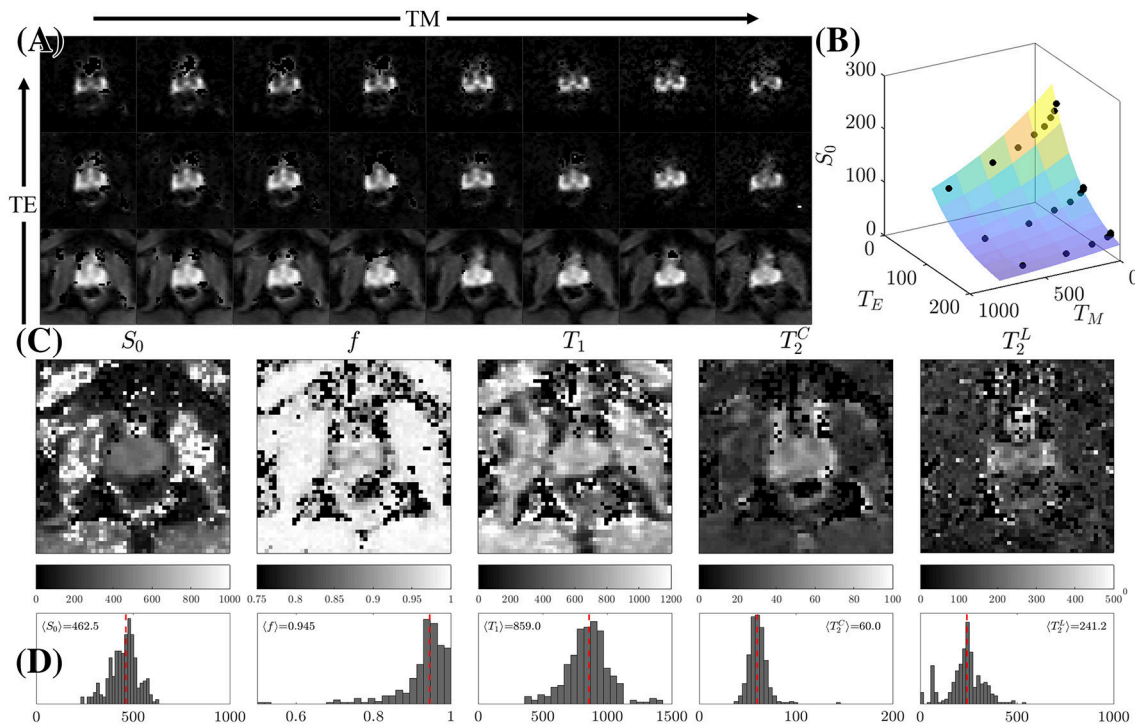 TM
(A)
TE
(B)
300
200
100
0
S₀
0
100
200
T_E
1000
500
0
T_M
(C)
S₀
f
T₁
T₂ᶜ
T₂ᴸ
0 200 400 600 800 1000
0.75 0.8 0.85 0.9 0.95 1
0 200 400 600 800 1000 1200
0 20 40 60 80 100
0 100 200 300 400 500
0
(D)
⟨S₀⟩=462.5
⟨f⟩=0.945
⟨T₁⟩=859.0
⟨T₂ᶜ⟩=60.0
⟨T₂ᴸ⟩=241.2
500 1000
0.6 0.8 1
0 500 1000 1500
0 100 200
0 500 1000